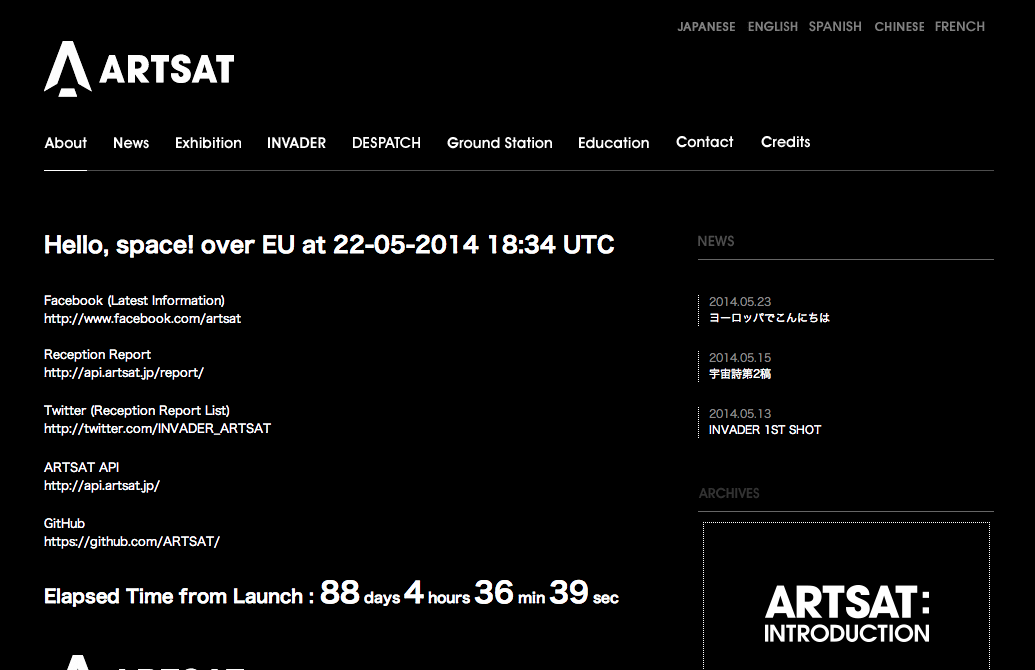 JAPANESE ENGLISH SPANISH CHINESE FRENCH
ARTSAT
About News Exhibition INVADER DESPATCH Ground Station Education Contact Credits
Hello, space! over EU at 22-05-2014 18:34 UTC
Facebook (Latest Information)
http://www.facebook.com/artsat
Reception Report
http://api.artsat.jp/report/
Twitter (Reception Report List)
http://twitter.com/INVADER_ARTSAT
ARTSAT API
http://api.artsat.jp/
GitHub
https://github.com/ARTSAT/
Elapsed Time from Launch : 88 days 4 hours 36 min 39 sec
NEWS
2014.05.23
ヨーロッパでこんにちは
2014.05.15
宇宙詩第2稿
2014.05.13
INVADER 1ST SHOT
ARCHIVES
ARTSAT:
INTRODUCTION